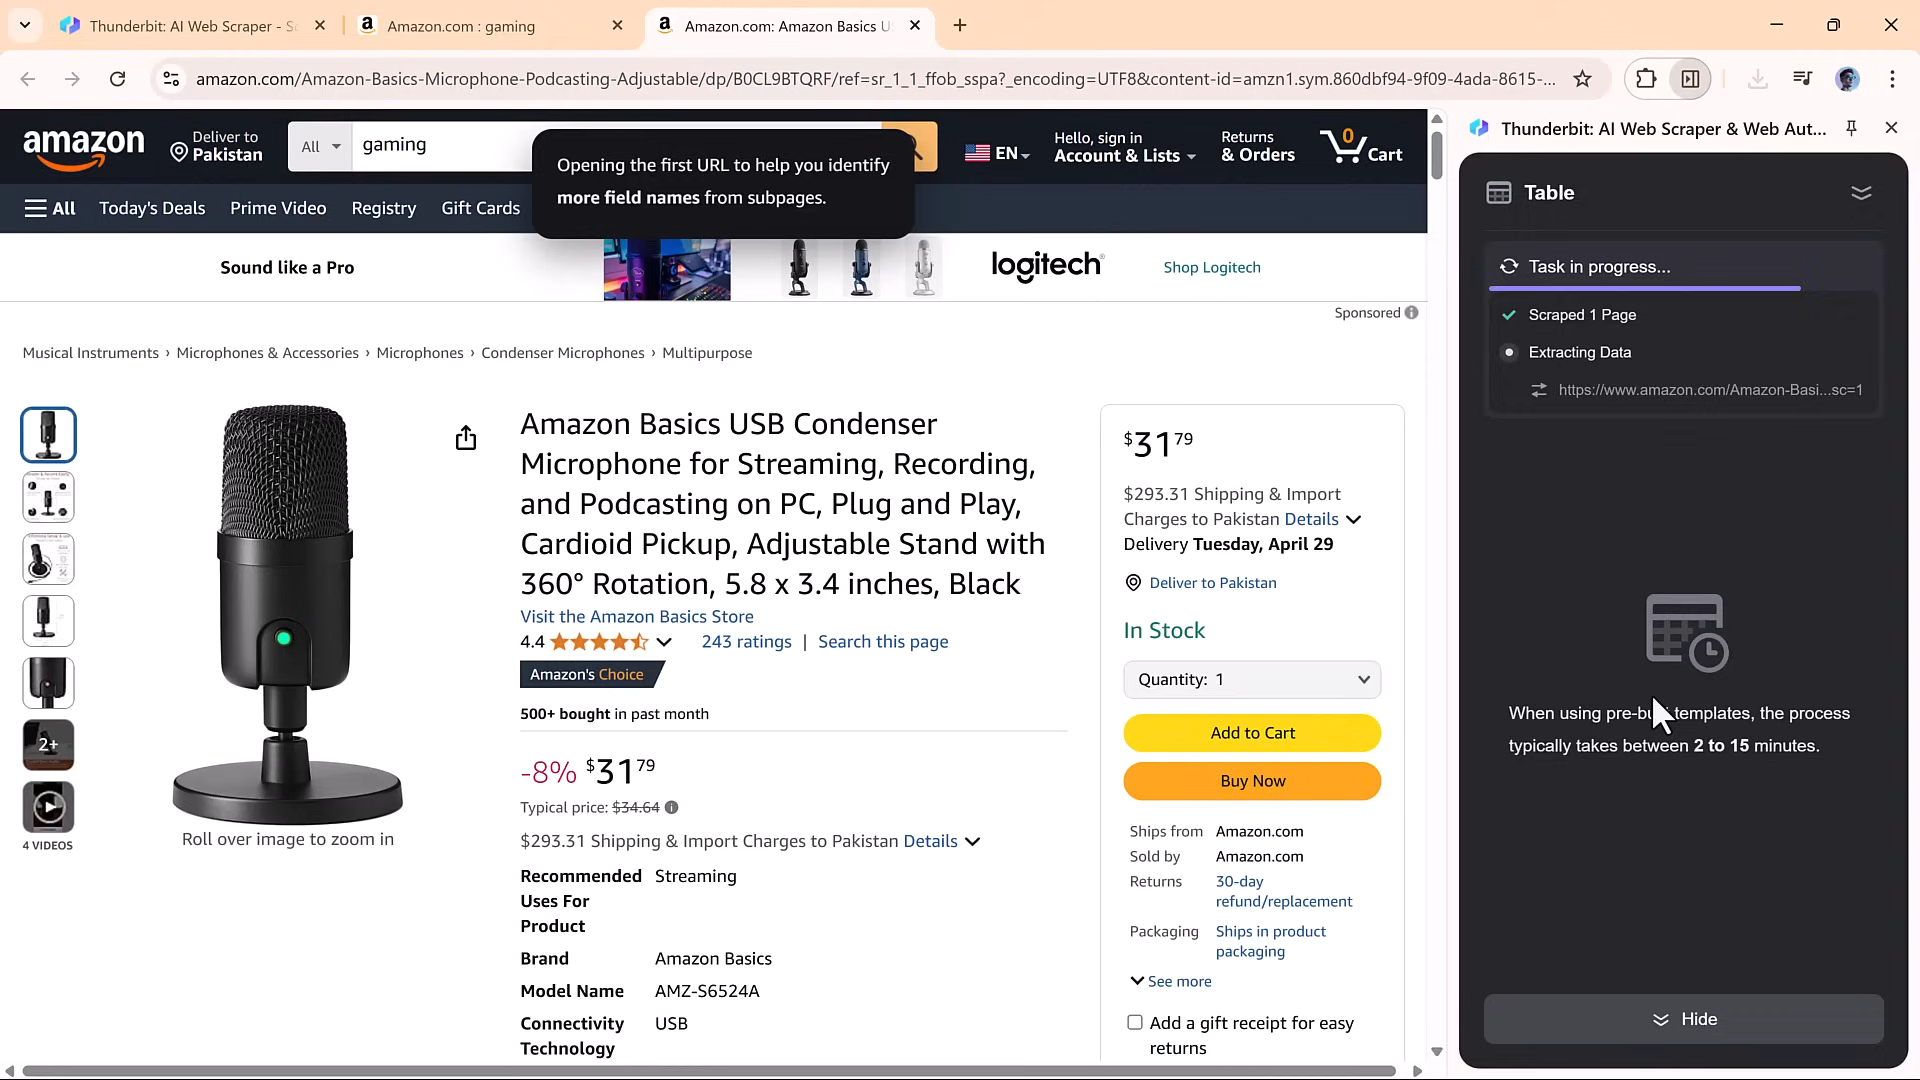 Thunderbit: AI Web Scraper - Sc
Amazon.com : gaming
Amazon.com: Amazon Basics U
amazon.com/Amazon-Basics-Microphone-Podcasting-Adjustable/dp/B0CL9BTQRF/ref=sr_1_1_ffob_sspa?_encoding=UTF8&content-id=amzn1.sym.860dbf94-9f09-4ada-8615-...
amazon
Deliver to
Pakistan
All
gaming
EN
Hello, sign in
Account & Lists
Returns
& Orders
0
Cart
Opening the first URL to help you identify
more field names from subpages.
All
Today's Deals
Prime Video
Registry
Gift Cards
Sound like a Pro
logitech
Shop Logitech
Sponsored
Musical Instruments › Microphones & Accessories › Microphones › Condenser Microphones › Multipurpose
2+
4 VIDEOS
Roll over image to zoom in
Amazon Basics USB Condenser
Microphone for Streaming, Recording,
and Podcasting on PC, Plug and Play,
Cardioid Pickup, Adjustable Stand with
360° Rotation, 5.8 x 3.4 inches, Black
Visit the Amazon Basics Store
4.4
243 ratings | Search this page
Amazon's Choice
500+ bought in past month
-8% $31 79
Typical price: $34.64
$293.31 Shipping & Import Charges to Pakistan Details
Recommended Streaming
Uses For
Product
Brand Amazon Basics
Model Name AMZ-S6524A
Connectivity USB
Technology
$31 79
$293.31 Shipping & Import
Charges to Pakistan Details
Delivery Tuesday, April 29
Deliver to Pakistan
In Stock
Quantity: 1
Add to Cart
Buy Now
Ships from Amazon.com
Sold by Amazon.com
Returns 30-day
refund/replacement
Packaging Ships in product
packaging
See more
Add a gift receipt for easy
returns
Thunderbit: AI Web Scraper & Web Aut...
Table
Task in progress...
Scraped 1 Page
Extracting Data
https://www.amazon.com/Amazon-Basi...sc=1
When using pre-bu templates, the process
typically takes between 2 to 15 minutes.
Hide